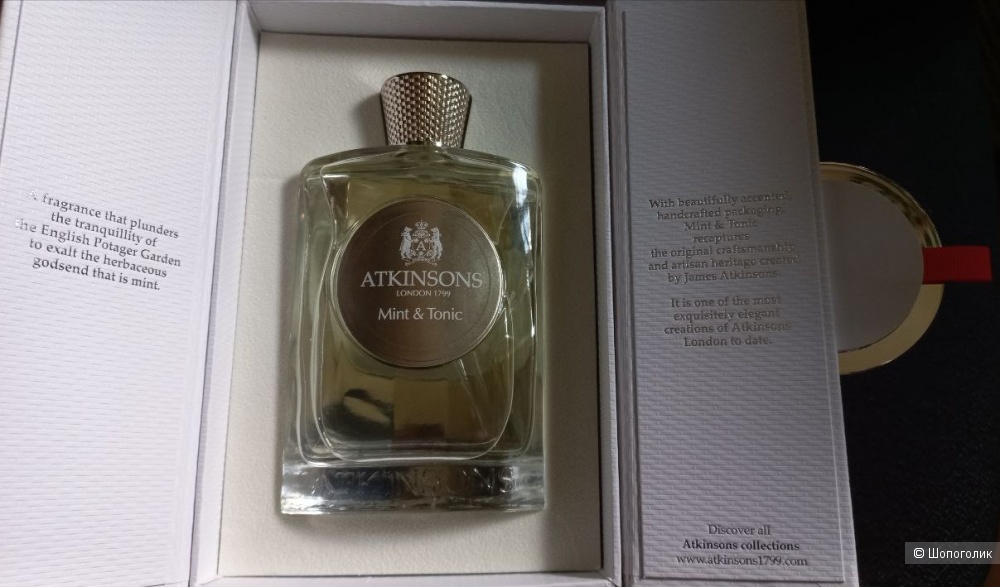 A fragrance that plunders
the tranquillity of
the English Potager Garden
to exalt the herbaceous
godsend that is mint.
A
ATKINSONS
LONDON 1799
Mint & Tonic
ATKINSONS
With beautifully accented,
handcrafted packaging,
Mint & Tonic
recaptures
the original craftsmanship
and artisan heritage created
by James Atkinsons.
It is one of the most
exquisitely elegant
creations of Atkinsons
London to date.
Discover all
Atkinsons collections
www.atkinsons1799.com
© Шопоголик